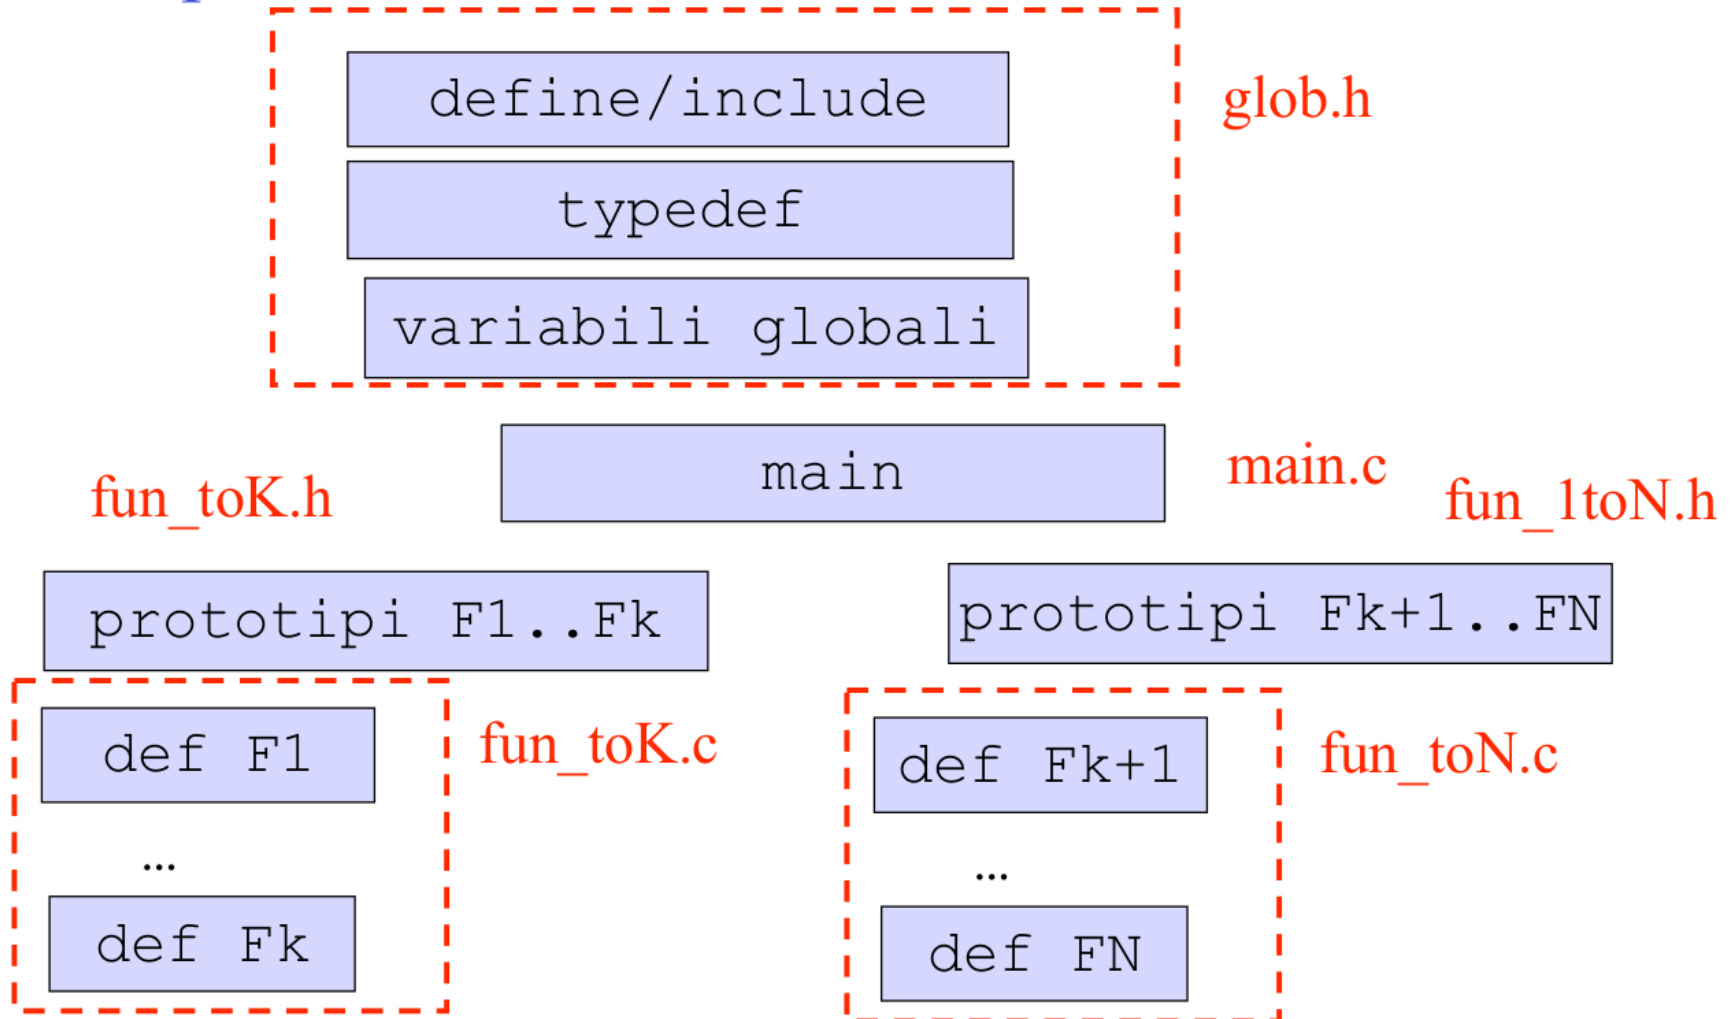 define/include
glob.h
typedef
variabili globali
main
main.c
fun_toK.h
fun_1toN.h
prototipi F1..Fk
prototipi Fk+1..FN
def F1
fun_toK.c
def Fk+1
fun_toN.c
…
…
def Fk
def FN